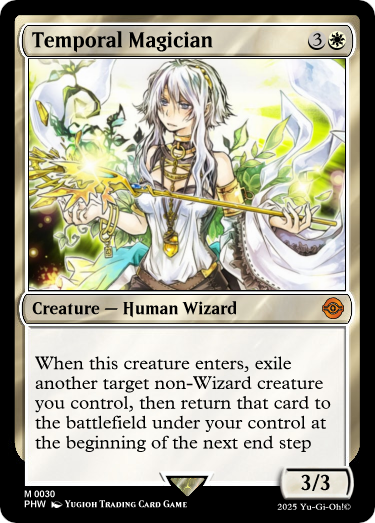 Temporal Magician 3
Creature — Human Wizard
When this creature enters, exile
another target non-Wizard creature
you control, then return that card to
the battlefield under your control at
the beginning of the next end step
3/3
M 0030
PHW Yugioh Trading Card Game
2025 Yu-Gi-Oh!©